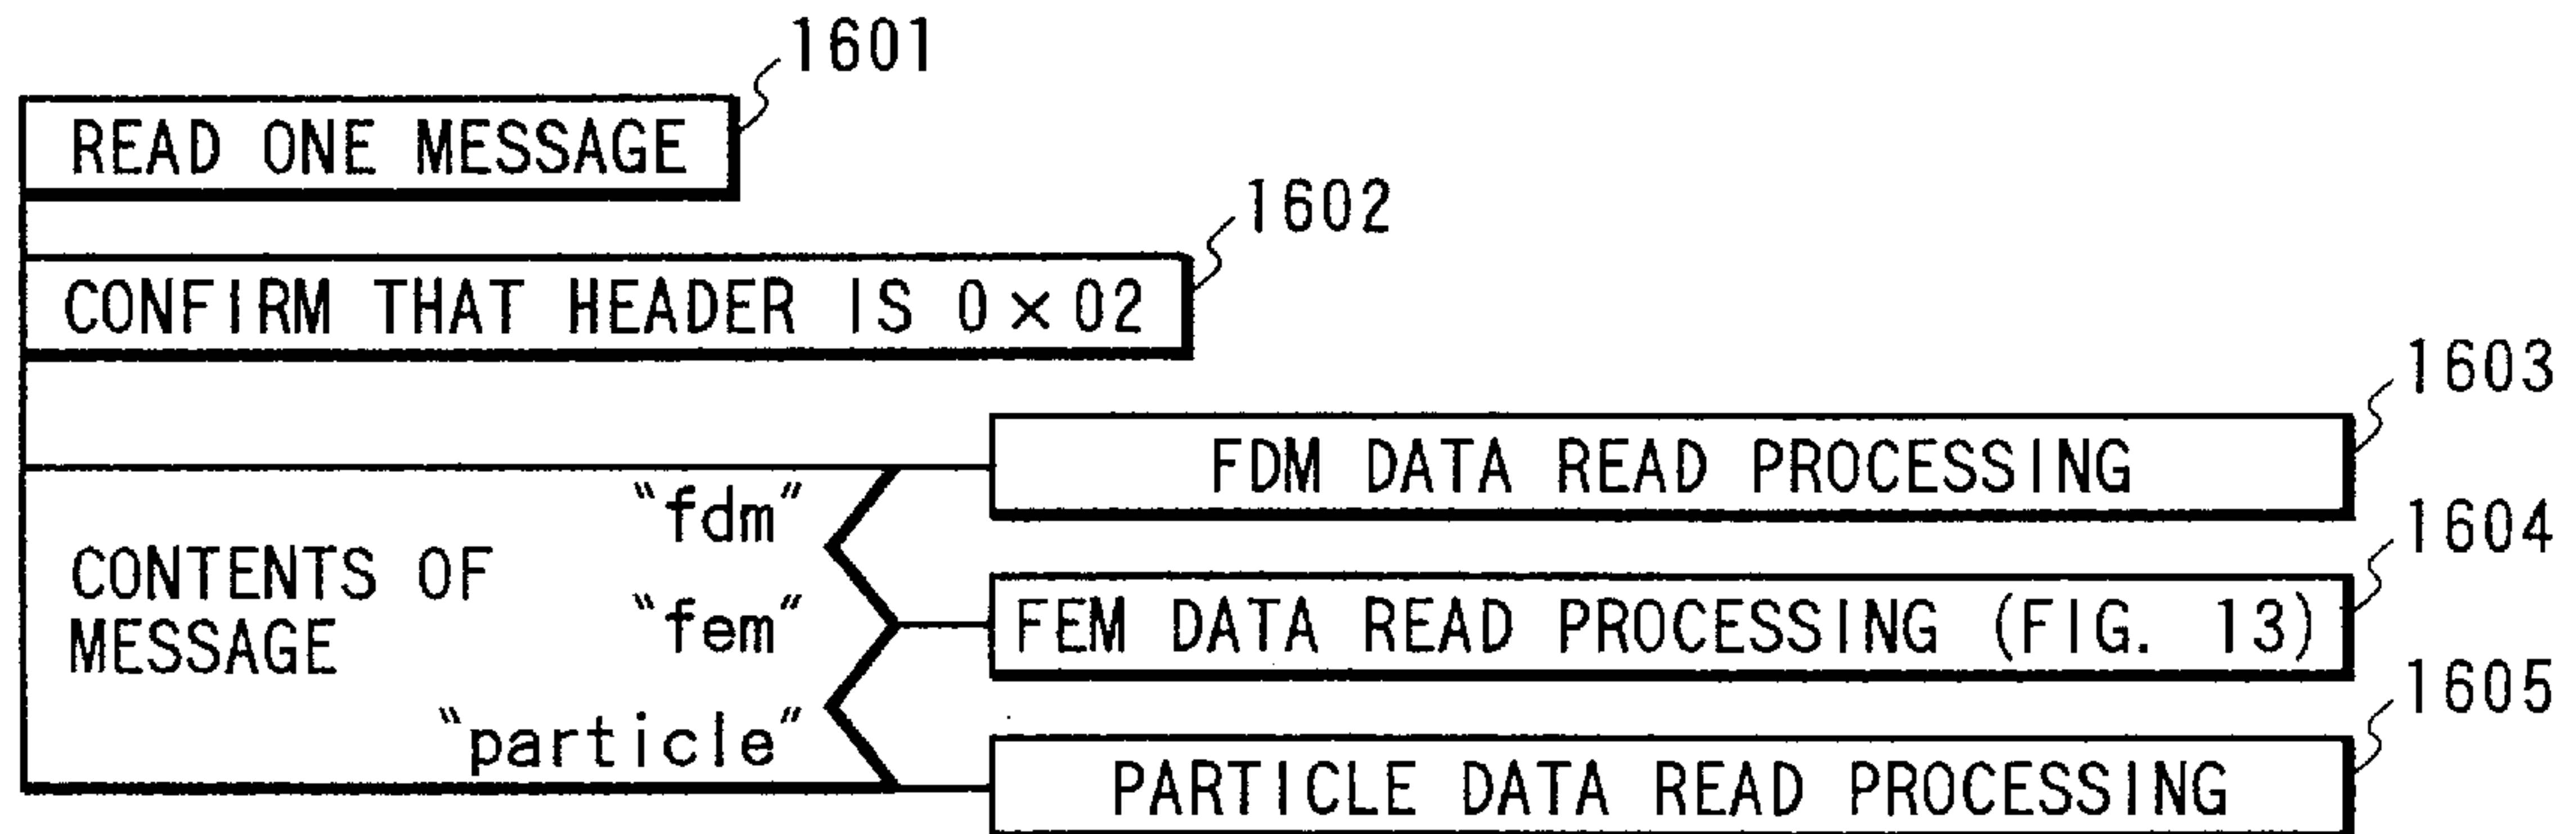 1601
READ ONE MESSAGE
1602
CONFIRM THAT HEADER IS 0×02
1603
FDM DATA READ PROCESSING
"fdm"
1604
CONTENTS OF
MESSAGE
"fem"
FEM DATA READ PROCESSING (FIG. 13)
1605
"particle"
PARTICLE DATA READ PROCESSING